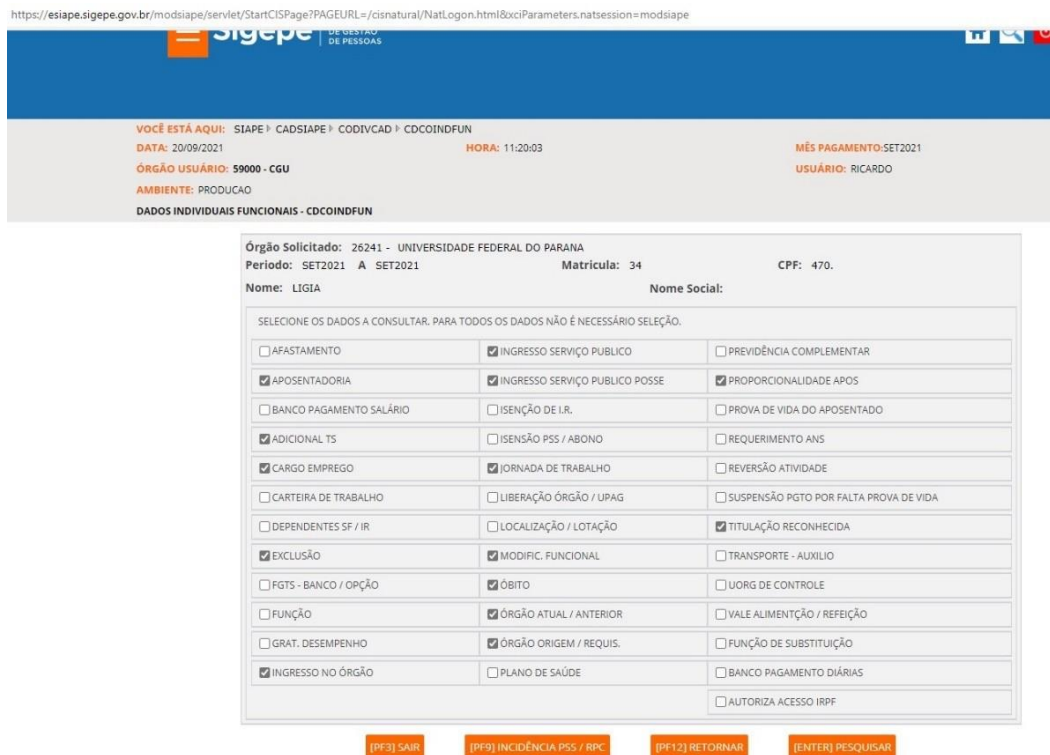 https://esiape.sigepe.gov.br/modsiape/servlet/StartCISPage?PAGEURL=/cisnatural/NatLogon.html&xciParameters.natsession=modsiape
Sigepe DE GESTÃO
DE PESSOAS
VOCÊ ESTÁ AQUI: SIAPE CADSIAPE CODIVCAD CDCOINDFUN
DATA: 20/09/2021 HORA: 11:20:03 MÊS PAGAMENTO:SET2021
ÓRGÃO USUÁRIO: 59000 - CGU USUÁRIO: RICARDO
AMBIENTE: PRODUCAO
DADOS INDIVIDUAIS FUNCIONAIS - CDCOINDFUN
Órgão Solicitado: 26241 - UNIVERSIDADE FEDERAL DO PARANA
Periodo: SET2021 A SET2021 Matricula: 34 CPF: 470.
Nome: LIGIA Nome Social:
SELECIONE OS DADOS A CONSULTAR. PARA TODOS OS DADOS NÃO É NECESSÁRIO SELEÇÃO.
AFASTAMENTO INGRESSO SERVIÇO PUBLICO PREVIDÊNCIA COMPLEMENTAR
APOSENTADORIA INGRESSO SERVIÇO PUBLICO POSSE PROPORCIONALIDADE APOS
BANCO PAGAMENTO SALÁRIO ISENÇÃO DE I.R. PROVA DE VIDA DO APOSENTADO
ADICIONAL TS ISENSÃO PSS / ABONO REQUERIMENTO ANS
CARGO EMPREGO JORNADA DE TRABALHO REVERSÃO ATIVIDADE
CARTEIRA DE TRABALHO LIBERAÇÃO ÓRGÃO / UPAG SUSPENSÃO PGTO POR FALTA PROVA DE VIDA
DEPENDENTES SF / IR LOCALIZAÇÃO / LOTAÇÃO TITULAÇÃO RECONHECIDA
EXCLUSÃO MODIFIC. FUNCIONAL TRANSPORTE - AUXILIO
FGTS - BANCO / OPÇÃO ÓBITO UORG DE CONTROLE
FUNÇÃO ÓRGÃO ATUAL / ANTERIOR VALE ALIMENTÇÃO / REFEIÇÃO
GRAT. DESEMPENHO ÓRGÃO ORIGEM / REQUIS. FUNÇÃO DE SUBSTITUIÇÃO
INGRESSO NO ÓRGÃO PLANO DE SAÚDE BANCO PAGAMENTO DIÁRIAS
AUTORIZA ACESSO IRPF
[PF3] SAIR [PF9] INCIDÊNCIA PSS / RPC [PF12] RETORNAR [ENTER] PESQUISAR